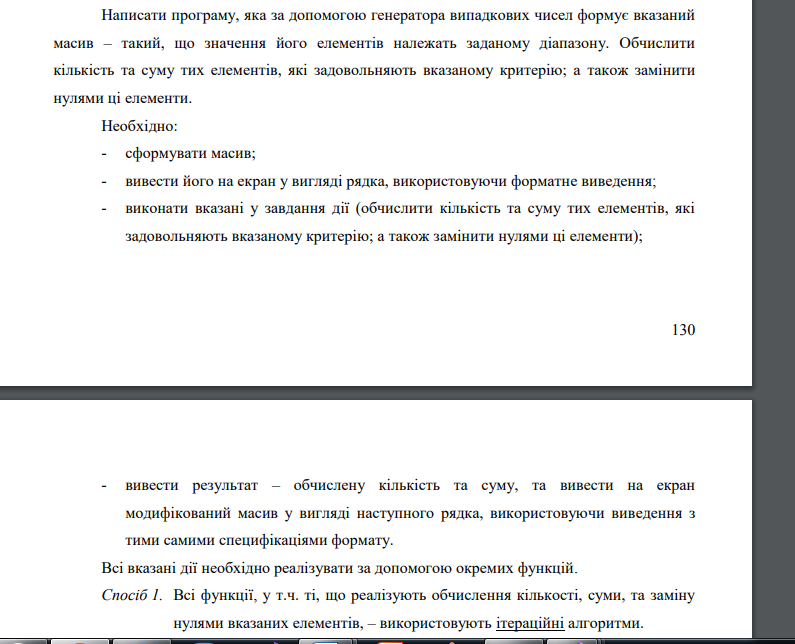 Написати програму, яка за допомогою генератора випадкових чисел формує вказаний
масив – такий, що значення його елементів належать заданому діапазону. Обчислити
кількість та суму тих елементів, які задовольняють вказаному критерію; а також замінити
нулями ці елементи.
Необхідно:
- сформувати масив;
- вивести його на екран у вигляді рядка, використовуючи форматне виведення;
- виконати вказані у завдання дії (обчислити кількість та суму тих елементів, які
задовольняють вказаному критерію; а також замінити нулями ці елементи);
130
- вивести результат – обчислену кількість та суму, та вивести на екран
модифікований масив у вигляді наступного рядка, використовуючи виведення з
тими самими специфікаціями формату.
Всі вказані дії необхідно реалізувати за допомогою окремих функцій.
Спосіб 1. Всі функції, у т.ч. ті, що реалізують обчислення кількості, суми, та заміну
нулями вказаних елементів, – використовують ітераційні алгоритми.